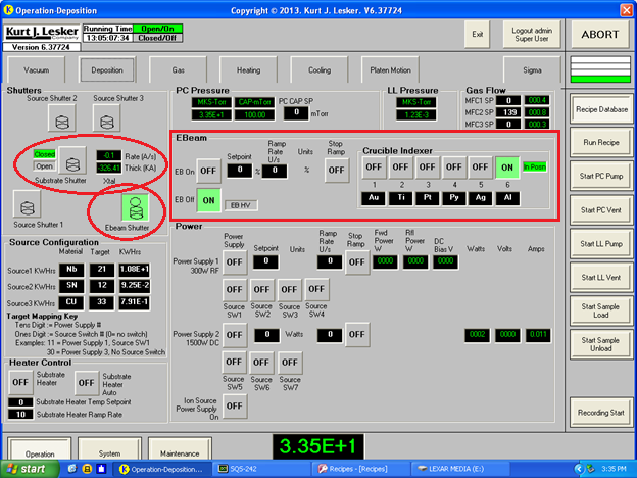 Operation-Deposition
Copyright © 2013. Kurt J. Lesker. V6.37724
Kurt J. Lesker
Company
Version 6.37724
Running Time
13:05:07:34
Open/On
Closed/Off
Exit
Logout admin
Super User
ABORT
Vacuum
Deposition
Gas
Heating
Cooling
Platen Motion
Sigma
Shutters
Source Shutter 2
Source Shutter 3
Closed
Open
Substrate Shutter
-0.1
Rate (A/s)
-326.41
Thick (KA)
Xtal
Source Shutter 1
Ebeam Shutter
PC Pressure
MKS-Torr
CAP-mTorr
PC CAP SP
3.35E+1
100.00
0
mTorr
LL Pressure
MKS -Torr
1.23E-3
Gas Flow
MFC1 SP
0
000.4
MFC2 SP
139
000.8
MFC3 SP
0
000.3
EBeam
EB On
OFF
Setpoint
0
%
Ramp
Rate
U/s
0
Units
%
Stop
Ramp
OFF
EB Off
ON
EB HV
Crucible Indexer
OFF
OFF
OFF
OFF
OFF
ON
In Posn
1
2
3
4
5
6
Au
Ti
Pt
Py
Ag
Al
Source Configuration
Material
Target
KWHrs
Source1 KWHrs
Nb
21
1.08E+1
Source2 KWHrs
SN
12
9.25E-2
Source3 KWHrs
CU
33
7.91E-1
Target Mapping Key
Tens Digit := Power Supply #
Ones Digit := Source Switch # (0= no switch)
Examples: 11 = Power Supply 1, Source SW1
30 = Power Supply 3, No Source Switch
Heater Control
OFF
Substrate
Heater
OFF
Substrate
Heater
Auto
0
Substrate Heater Temp Setpoint
10
Substrate Heater Ramp Rate
Power
Power
Supply
Setpoint
Units
Ramp
Rate
U/s
Stop
Ramp
Fwd
Power
W
Rfl
Power
W
DC
Bias V
Watts
Volts
Amps
Power Supply 1
300W RF
OFF
0
0
OFF
0000
0000
0000
OFF
OFF
OFF
OFF
Source
SW1
Source
SW2
Source
SW3
Source
SW4
Power Supply 2
1500W DC
OFF
0
Watts
0
OFF
0002
0000
0.011
OFF
OFF
OFF
Source
SW5
Source
SW6
Source
SW7
Ion Source
Power Supply
On
OFF
Recipe Database
Run Recipe
Start PC Pump
Start PC Vent
Start LL Pump
Start LL Vent
Start Sample
Load
Start Sample
Unload
Recording Start
Operation
System
Maintenance
3.35E+1
start
Operation-Deposition...
SQS-242
Recipes - [Recipes]
LEXAR MEDIA (E:)
3:35 PM